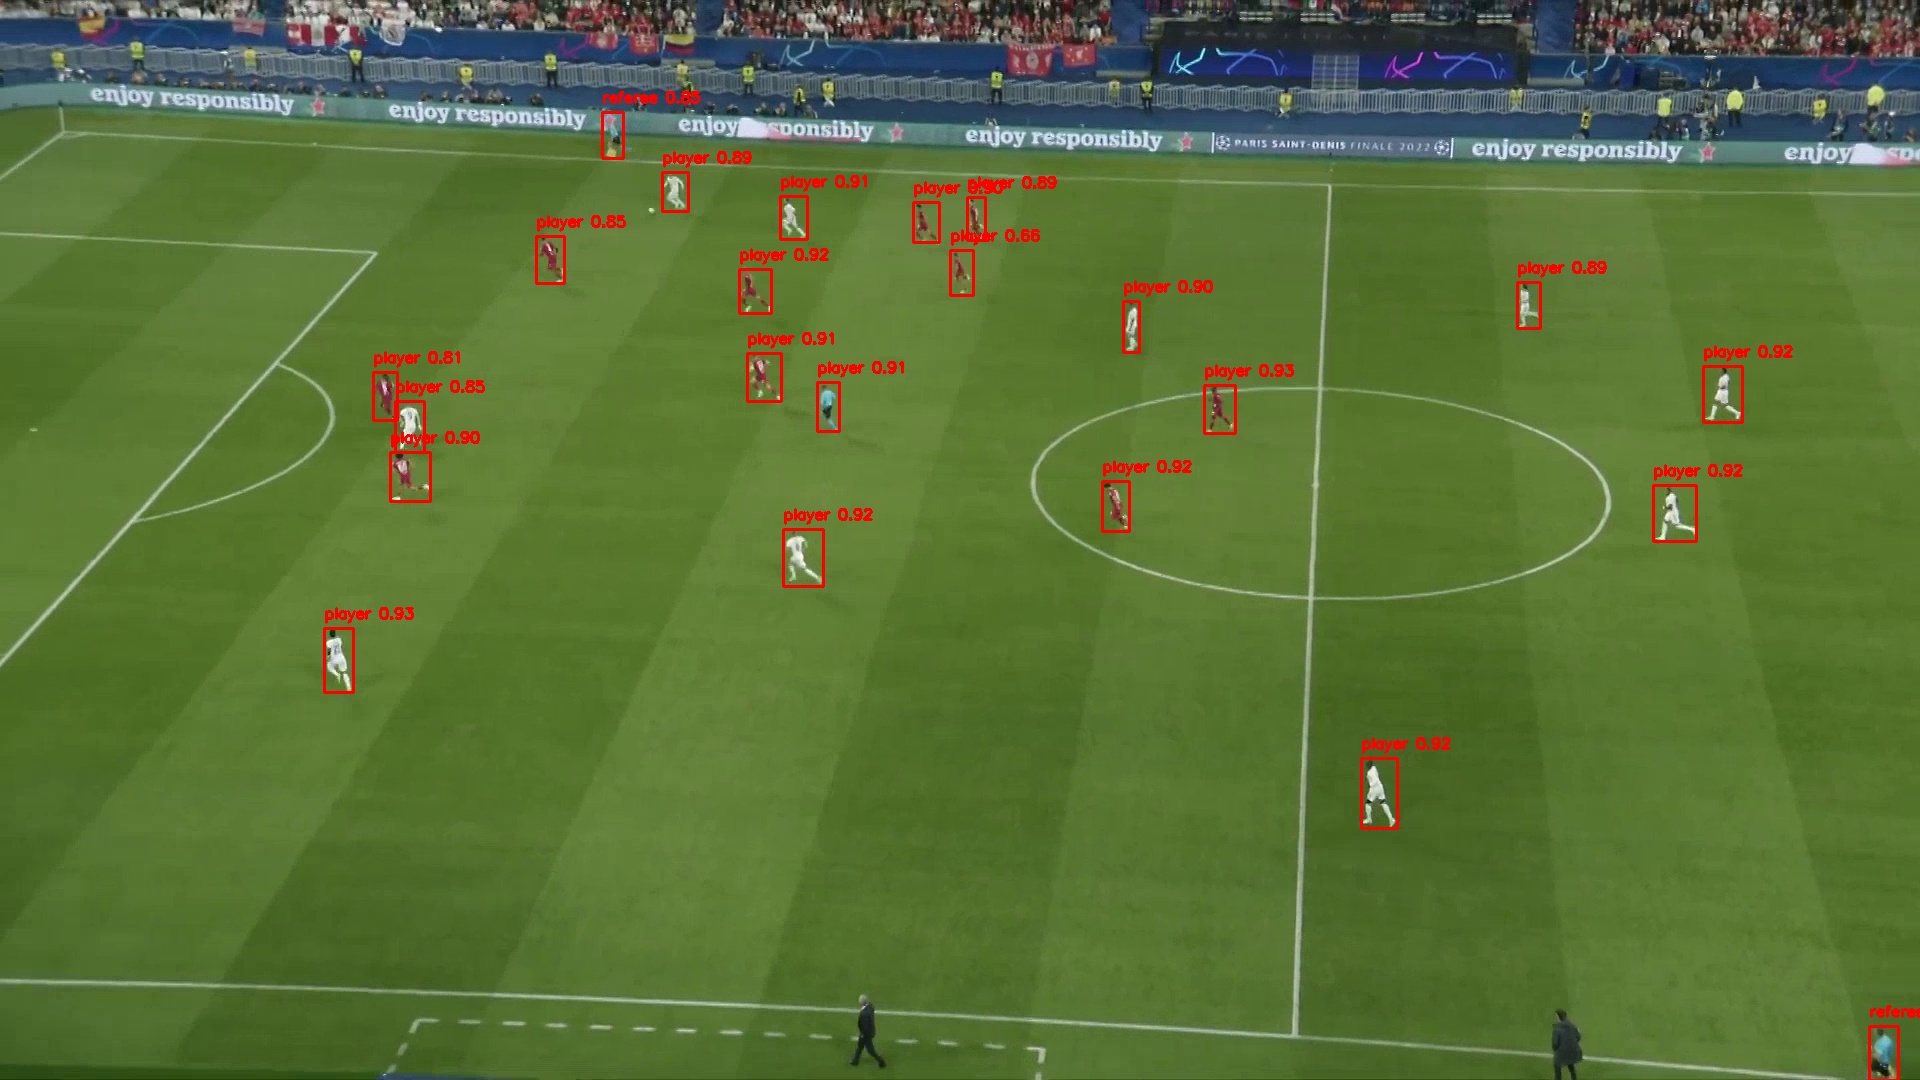 enjoy responsibly
enjoy responsibly
enjoy sponsibly
enjoy responsibly
PARIS SAINT-DENIS FINALE 2022
enjoy responsibly
enjoy
referee 0.85
player 0.89
player 0.91
player
0.89
player 0.85
player 0.66
player 0.92
player 0.89
player 0.90
player 0.91
player 0.92
player 0.81
player 0.91
player 0.93
player 0.85
player 0.90
player 0.92
player 0.92
player 0.92
player 0.93
player 0.92
referee